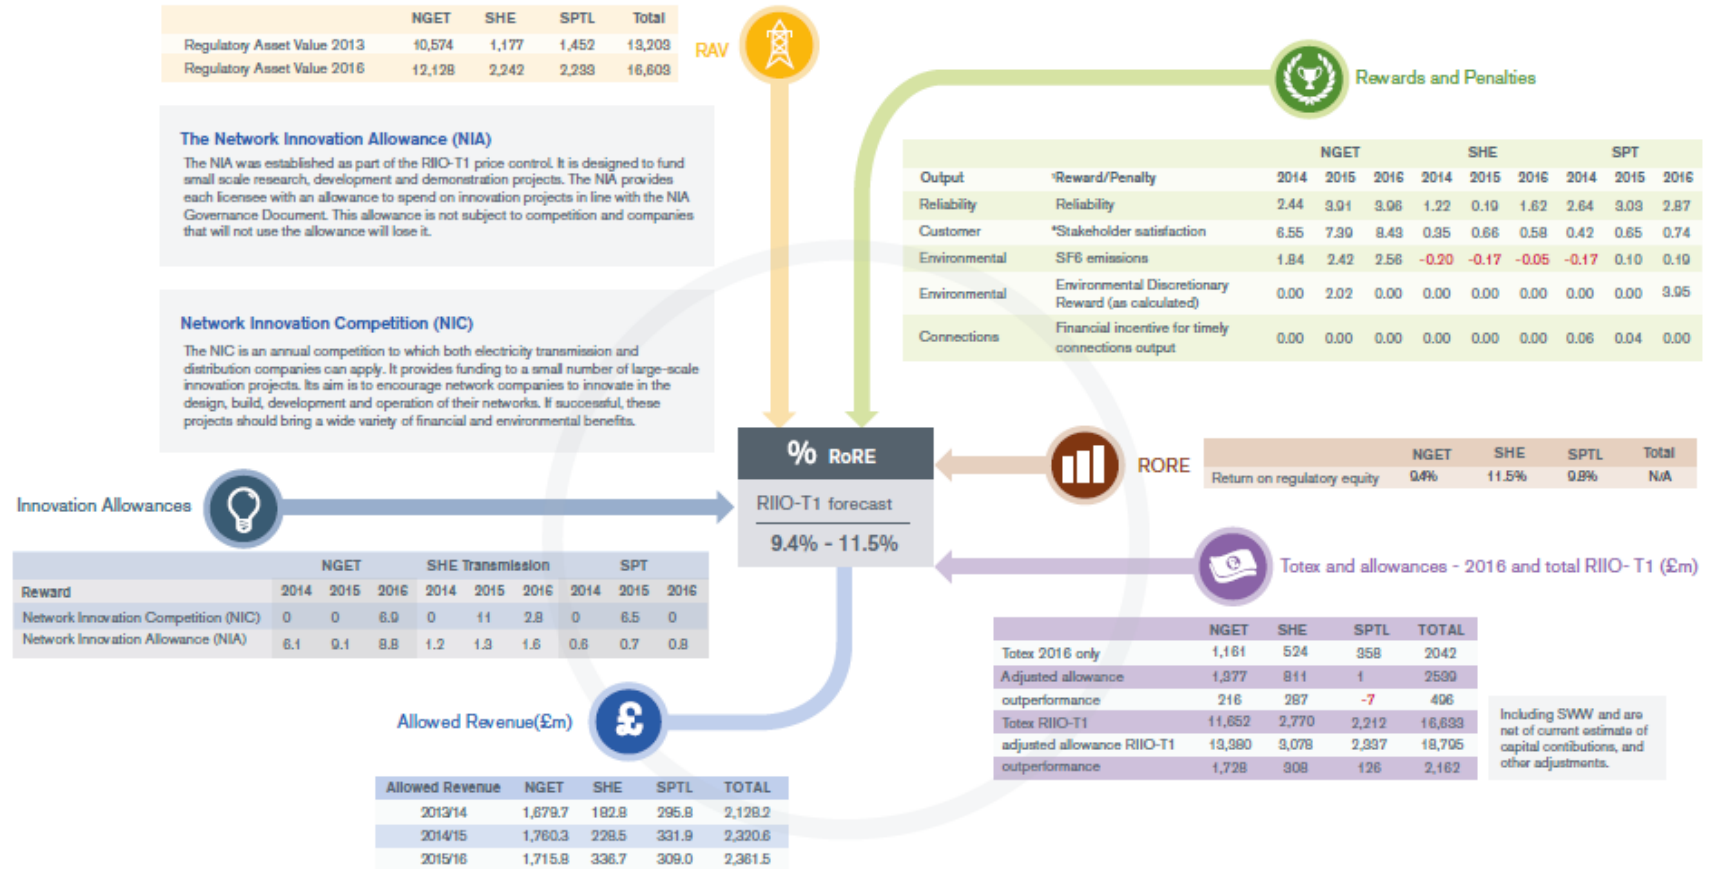 NGET SHE SPTL Total
Regulatory Asset Value 2013 10,574 1,177 1,452 13,203
Regulatory Asset Value 2016 12,128 2,242 2,233 16,603
RAV
The Network Innovation Allowance (NIA)
The NIA was established as part of the RIIO-T1 price control. It is designed to fund
small scale research, development and demonstration projects. The NIA provides
each licensee with an allowance to spend on innovation projects in line with the NIA
Governance Document. This allowance is not subject to competition and companies
that will not use the allowance will lose it.
Network Innovation Competition (NIC)
The NIC is an annual competition to which both electricity transmission and
distribution companies can apply. It provides funding to a small number of large-scale
innovation projects. Its aim is to encourage network companies to innovate in the
design, build, development and operation of their networks. If successful, these
projects should bring a wide variety of financial and environmental benefits.
Rewards and Penalties
NGET SHE SPT
Output Reward/Penalty 2014 2015 2016 2014 2015 2016 2014 2015 2016
Reliability Reliability 2.44 3.91 3.96 1.22 0.19 1.62 2.64 3.03 2.87
Customer *Stakeholder satisfaction 6.55 7.39 8.43 0.35 0.66 0.58 0.42 0.65 0.74
Environmental SF6 emissions 1.84 2.42 2.56 -0.20 -0.17 -0.05 -0.17 0.10 0.19
Environmental Environmental Discretionary
Reward (as calculated) 0.00 2.02 0.00 0.00 0.00 0.00 0.00 0.00 3.95
Connections Financial incentive for timely
connections output 0.00 0.00 0.00 0.00 0.00 0.00 0.06 0.04 0.00
% RoRE
RIIO-T1 forecast
9.4% - 11.5%
RORE
NGET SHE SPTL Total
Return on regulatory equity 9.4% 11.5% 9.8% N/A
Innovation Allowances
NGET SHE Transmission SPT
Reward 2014 2015 2016 2014 2015 2016 2014 2015 2016
Network Innovation Competition (NIC) 0 0 6.9 0 11 2.8 0 6.5 0
Network Innovation Allowance (NIA) 6.1 9.1 8.8 1.2 1.3 1.6 0.6 0.7 0.8
Totex and allowances - 2016 and total RIIO- T1 (£m)
NGET SHE SPTL TOTAL
Totex 2016 only 1,161 524 358 2042
Adjusted allowance 1,377 811 1 2539
outperformance 216 287 -7 496
Totex RIIO-T1 11,652 2,770 2,212 16,633
adjusted allowance RIIO-T1 13,380 3,078 2,337 18,795
outperformance 1,728 308 126 2,162
Including SWW and are
net of current estimate of
capital contibutions, and
other adjustments.
Allowed Revenue(£m)
£
Allowed Revenue NGET SHE SPTL TOTAL
2013/14 1,679.7 182.8 295.8 2,128.2
2014/15 1,760.3 228.5 331.9 2,320.6
2015/16 1,715.8 336.7 309.0 2,361.5